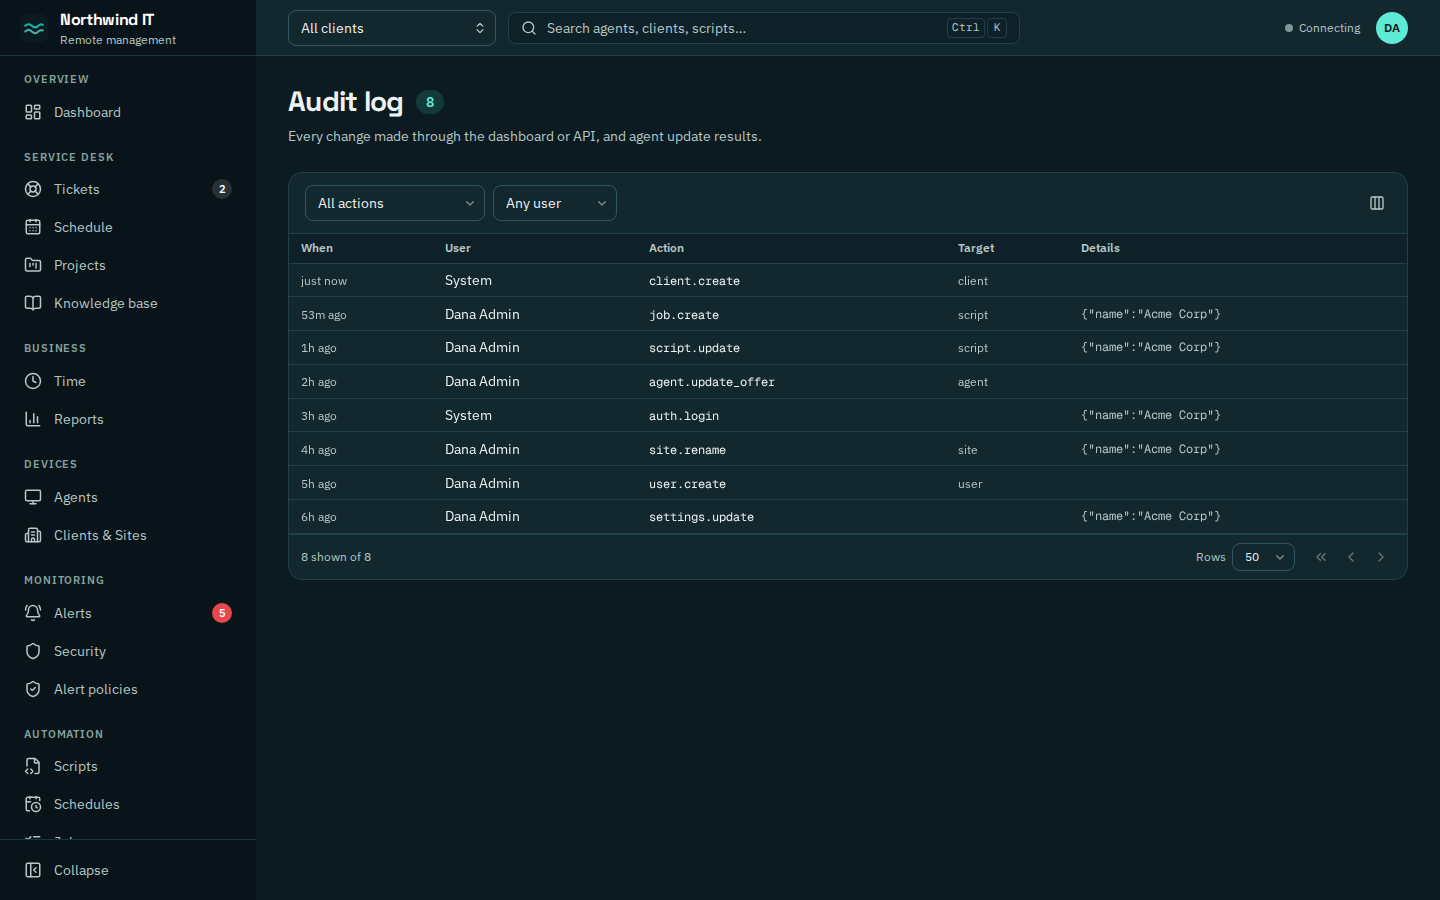 Northwind IT
Remote management
All clients
Search agents, clients, scripts...
Ctrl K
Connecting
DA
OVERVIEW
Dashboard
SERVICE DESK
Tickets 2
Schedule
Projects
Knowledge base
BUSINESS
Time
Reports
DEVICES
Agents
Clients & Sites
MONITORING
Alerts 5
Security
Alert policies
AUTOMATION
Scripts
Schedules
Collapse
Audit log 8
Every change made through the dashboard or API, and agent update results.
All actions
Any user
When User Action Target Details
just now System client.create client
53m ago Dana Admin job.create script {"name":"Acme Corp"}
1h ago Dana Admin script.update script {"name":"Acme Corp"}
2h ago Dana Admin agent.update_offer agent
3h ago System auth.login {"name":"Acme Corp"}
4h ago Dana Admin site.rename site {"name":"Acme Corp"}
5h ago Dana Admin user.create user
6h ago Dana Admin settings.update {"name":"Acme Corp"}
8 shown of 8
Rows 50